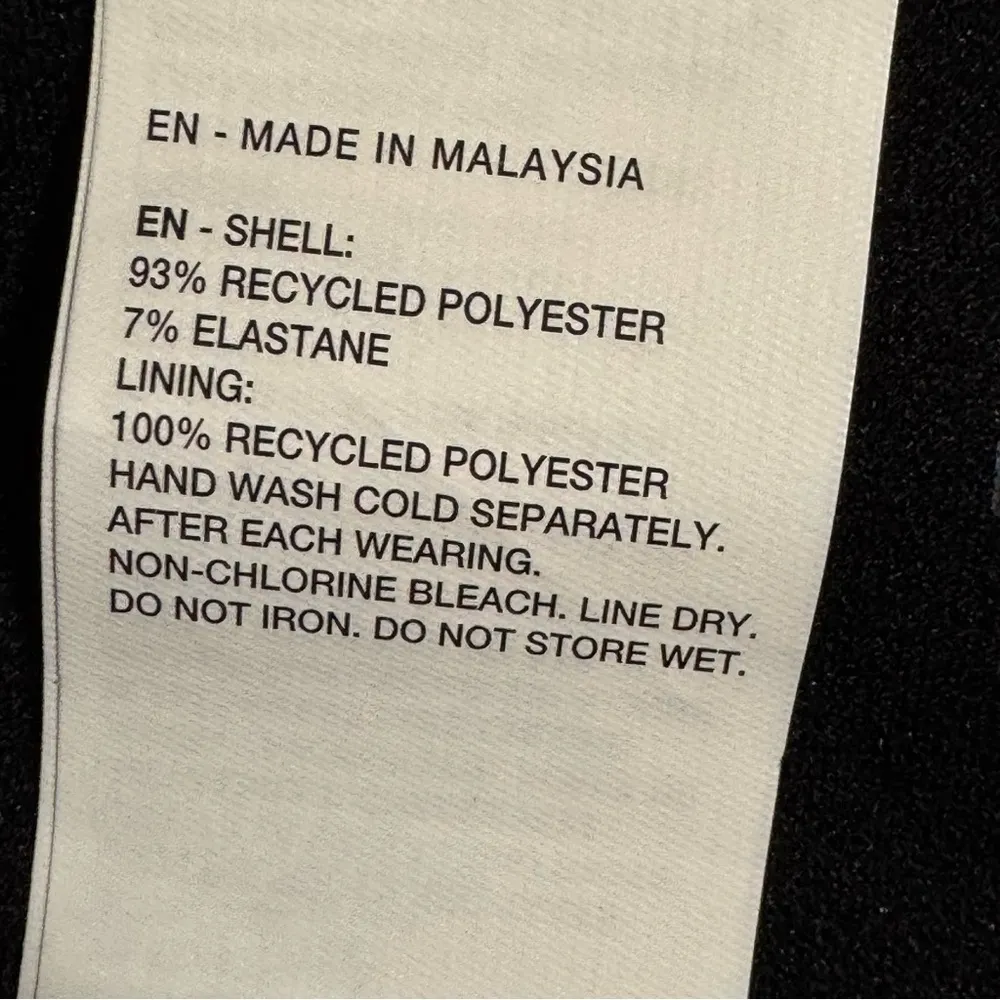 EN - MADE IN MALAYSIA
EN - SHELL:
93% RECYCLED POLYESTER
7% ELASTANE
LINING:
100% RECYCLED POLYESTER
HAND WASH COLD SEPARATELY.
AFTER EACH WEARING.
NON-CHLORINE BLEACH. LINE DRY.
DO NOT IRON. DO NOT STORE WET.